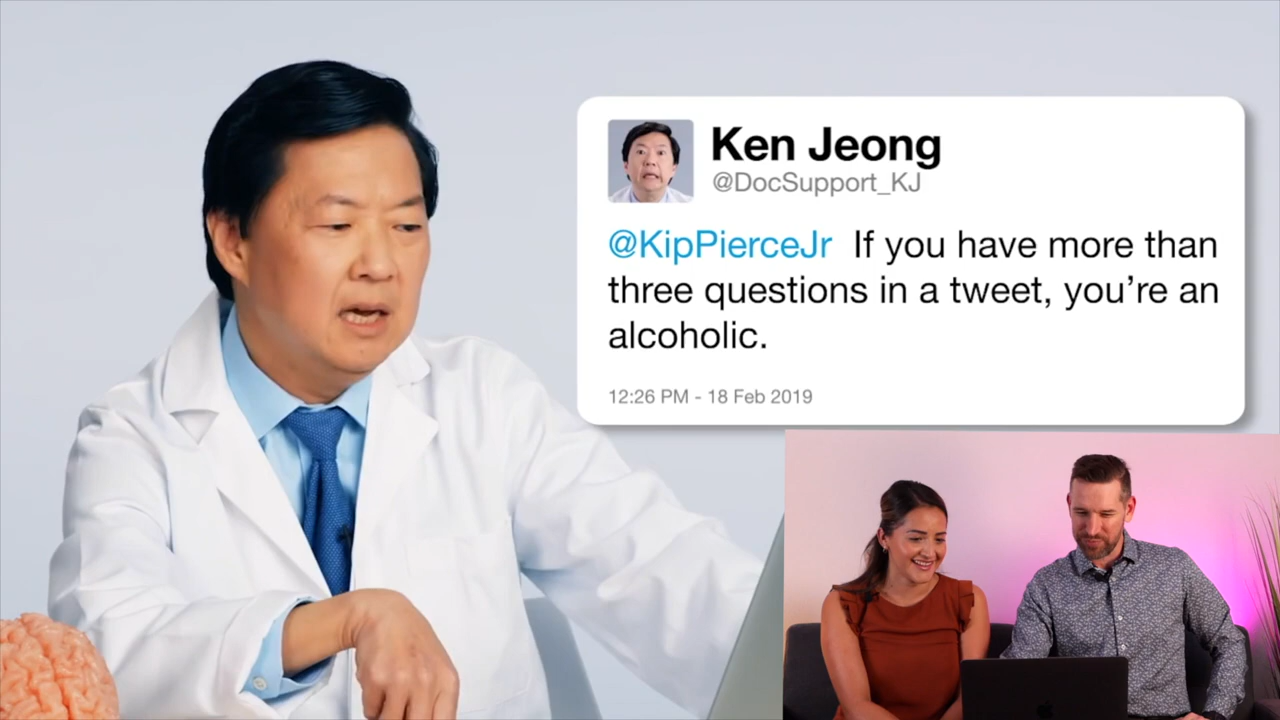 Ken Jeong
@DocSupport_KJ
@KipPierceJr If you have more than
three questions in a tweet, you're an
alcoholic.
12:26 PM - 18 Feb 2019